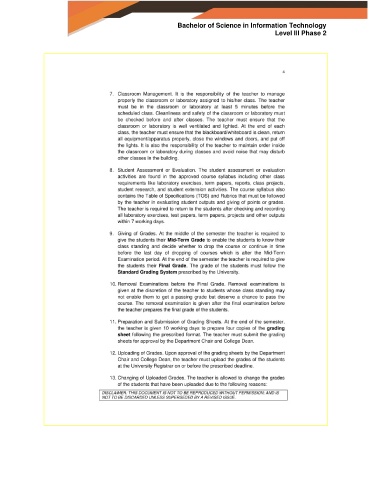 Bachelor of Science in Information Technology
Level III Phase 2
4
7. Classroom Management. It is the responsibility of the teacher to manage
properly the classroom or laboratory assigned to his/her class. The teacher
must be in the classroom or laboratory at least 5 minutes before the
scheduled class. Cleanliness and safety of the classroom or laboratory must
be checked before and after classes. The teacher must ensure that the
classroom or laboratory is well ventilated and lighted. At the end of each
class, the teacher must ensure that the blackboard/whiteboard is clean, return
all equipment/apparatus properly, close the windows and doors, and put off
the lights. It is also the responsibility of the teacher to maintain order inside
the classroom or laboratory during classes and avoid noise that may disturb
other classes in the building.
8. Student Assessment or Evaluation. The student assessment or evaluation
activities are found in the approved course syllabus including other class
requirements like laboratory exercises, term papers, reports, class projects,
student research, and student extension activities. The course syllabus also
contains the Table of Specifications (TOS) and Rubrics that must be followed
by the teacher in evaluating student outputs and giving of points or grades.
The teacher is required to return to the students after checking and recording
all laboratory exercises, test papers, term papers, projects and other outputs
within 7 working days.
9. Giving of Grades. At the middle of the semester the teacher is required to
give the students their Mid-Term Grade to enable the students to know their
class standing and decide whether to drop the course or continue in time
before the last day of dropping of courses which is after the Mid-Term
Examination period. At the end of the semester the teacher is required to give
the students their Final Grade. The grade of the students must follow the
Standard Grading System prescribed by the University.
10. Removal Examinations before the Final Grade. Removal examinations is
given at the discretion of the teacher to students whose class standing may
not enable them to get a passing grade but deserve a chance to pass the
course. The removal examination is given after the final examination before
the teacher prepares the final grade of the students.
11. Preparation and Submission of Grading Sheets. At the end of the semester,
the teacher is given 10 working days to prepare four copies of the grading
sheet following the prescribed format. The teacher must submit the grading
sheets for approval by the Department Chair and College Dean.
12. Uploading of Grades. Upon approval of the grading sheets by the Department
Chair and College Dean, the teacher must upload the grades of the students
at the University Registrar on or before the prescribed deadline.
13. Changing of Uploaded Grades. The teacher is allowed to change the grades
of the students that have been uploaded due to the following reasons:
DISCLAIMER: THIS DOCUMENT IS NOT TO BE REPRODUCED WITHOUT PERMISSION, AND IS
NOT TO BE DISCARDED UNLESS SUPERSEDED BY A REVISED ISSUE.